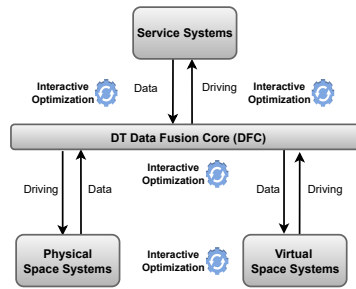 Service Systems
Interactive
Optimization
Data
Driving
Interactive
Optimization
DT Data Fusion Core (DFC)
Driving
Data
Interactive
Optimization
Data
Driving
Physical
Space Systems
Interactive
Optimization
Virtual
Space Systems